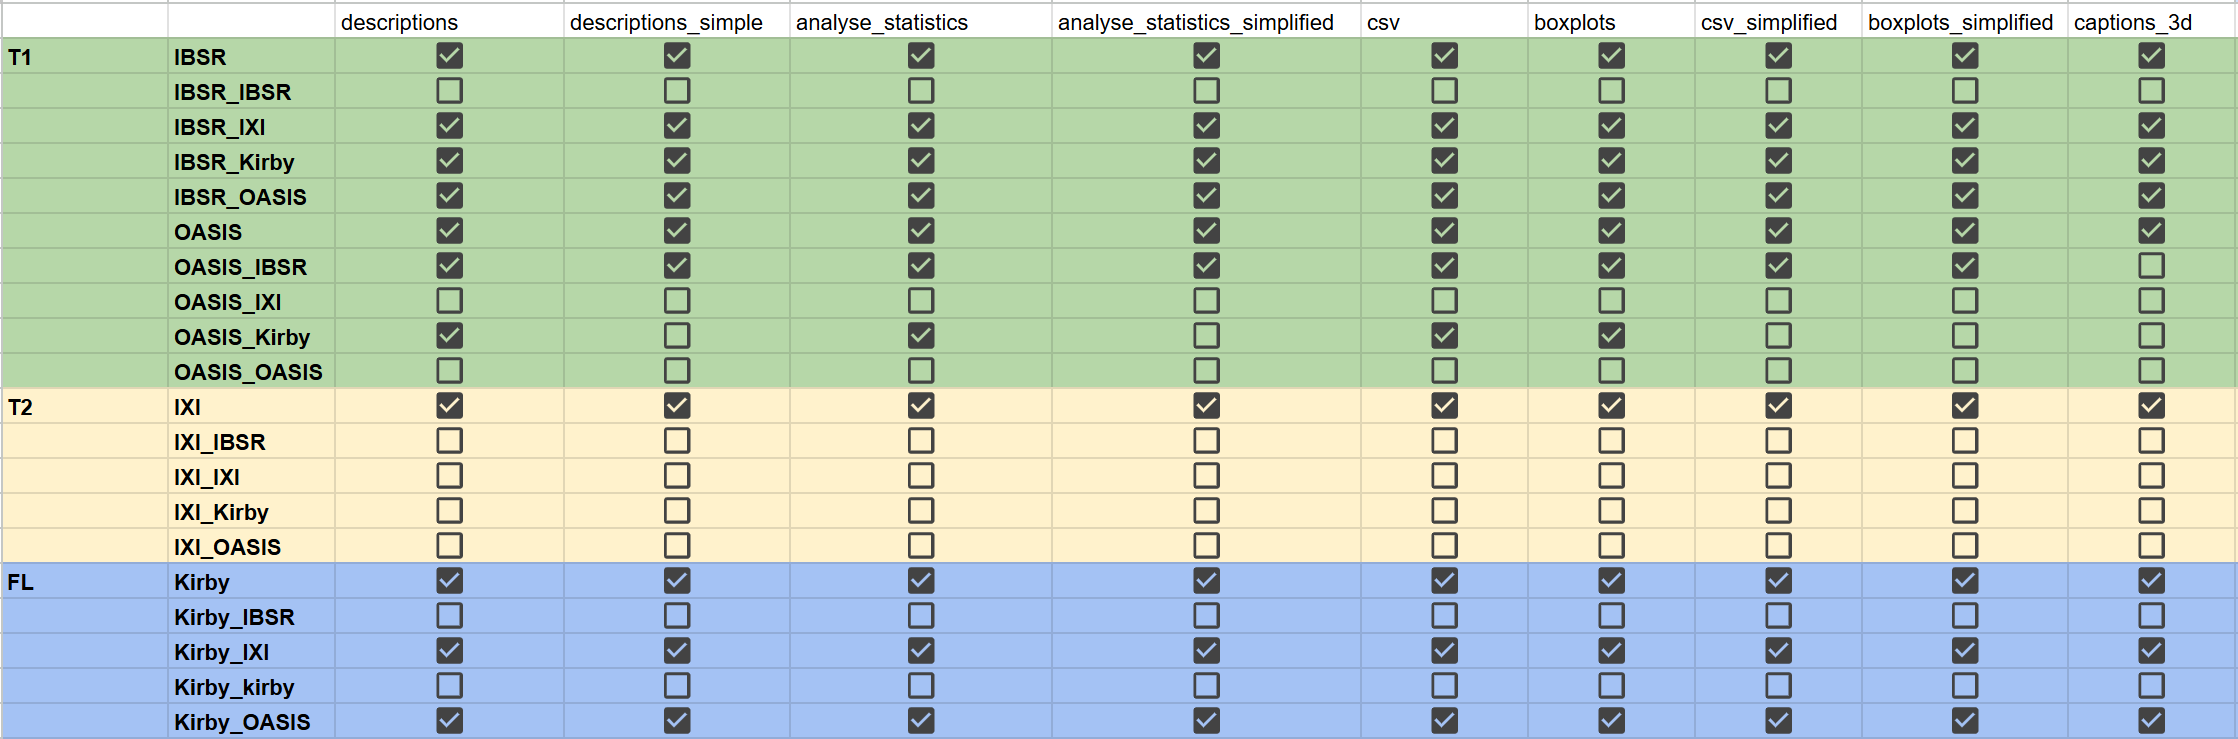 descriptions descriptions_simple analyse_statistics analyse_statistics_simplified csv boxplots csv_simplified boxplots_simplified captions_3d
T1 IBSR
IBSR_IBSR
IBSR_IXI
IBSR_Kirby
IBSR_OASIS
OASIS
OASIS_IBSR
OASIS_IXI
OASIS_Kirby
OASIS_OASIS
T2 IXI
IXI_IBSR
IXI_IXI
IXI_Kirby
IXI_OASIS
FL Kirby
Kirby_IBSR
Kirby_IXI
Kirby_kirby
Kirby_OASIS